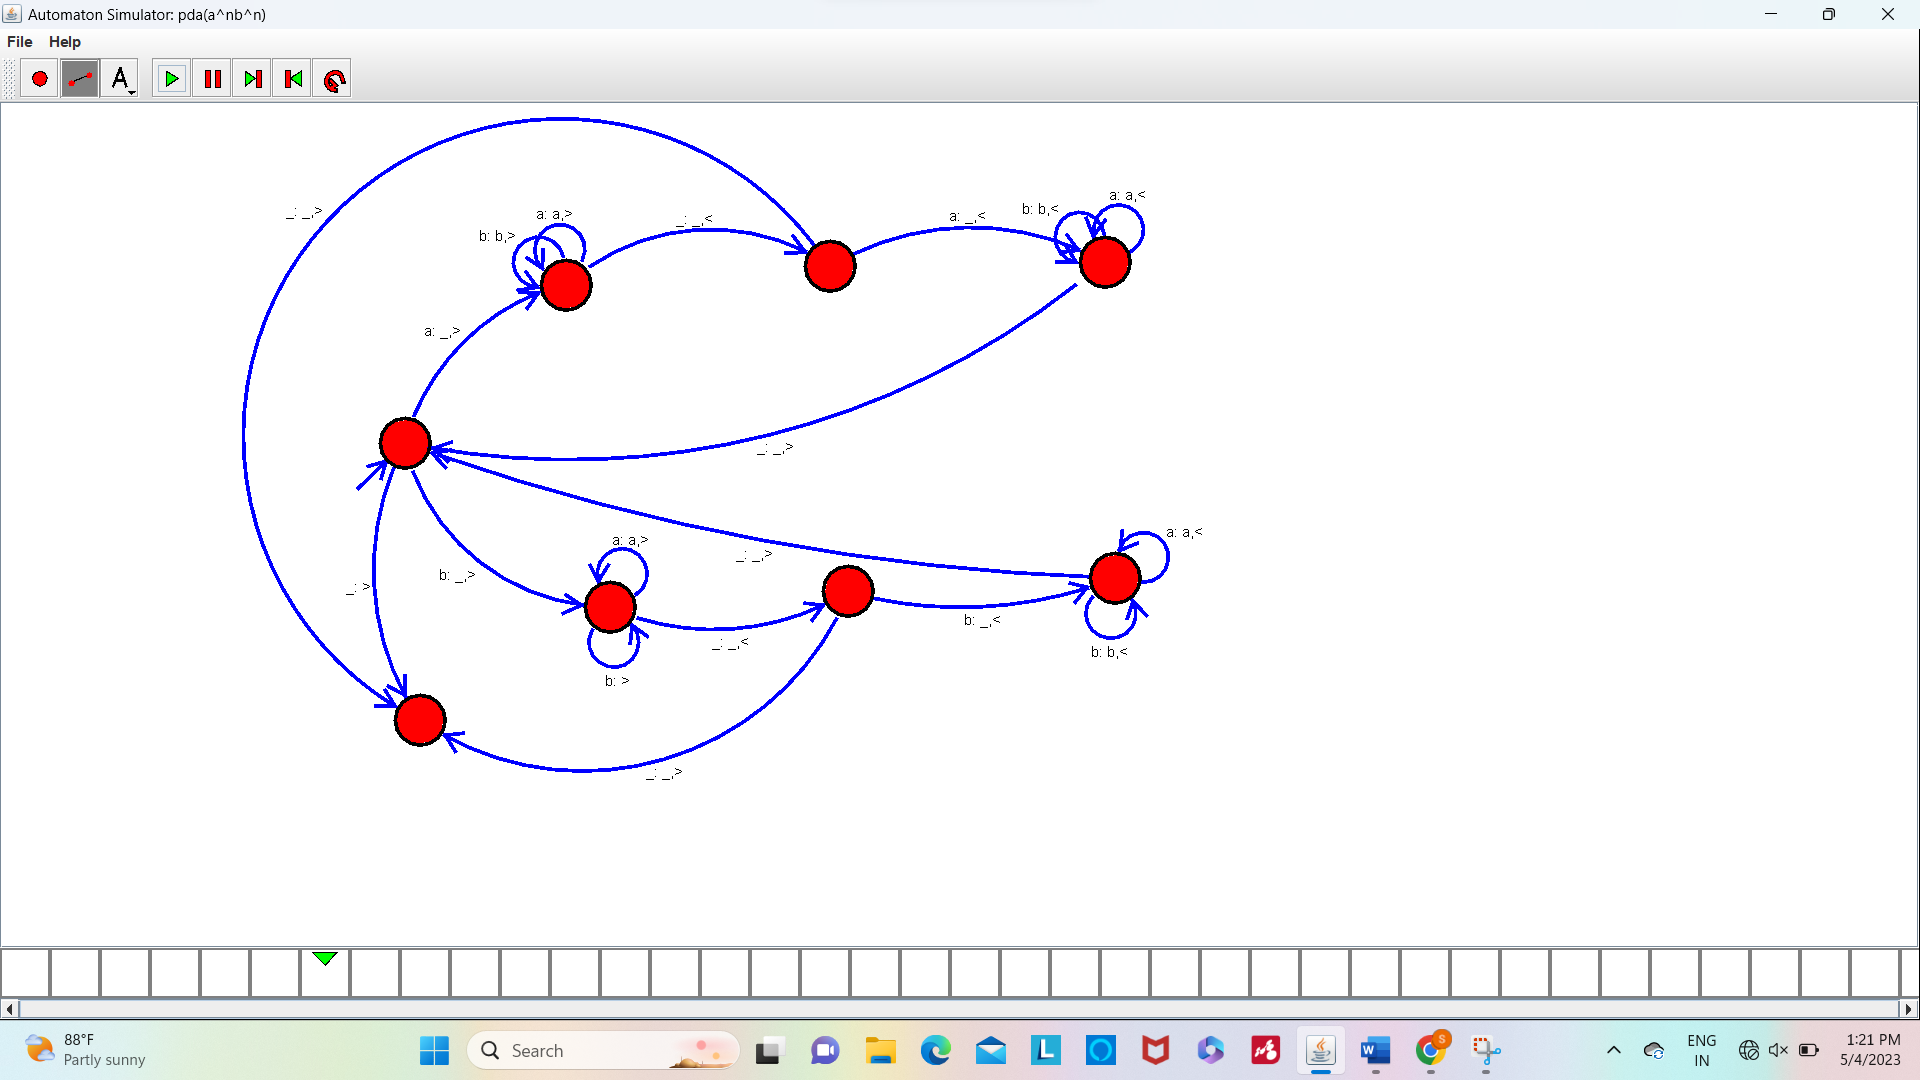 Automaton Simulator: pda(a^nb^n)
File Help
A
_: _,>
a: a,>
b: b,>
_: _,<
a: _,<
b: b,<
a: a,<
a: _,>
_: _,>
a: a,>
_: _,>
a: a,<
_: >
b: _,>
b: _,<
_: _,<
b: b,<
b: >
_: _,>
88°F
Partly sunny
Search
L
S
W
ENG
IN
1:21 PM
5/4/2023